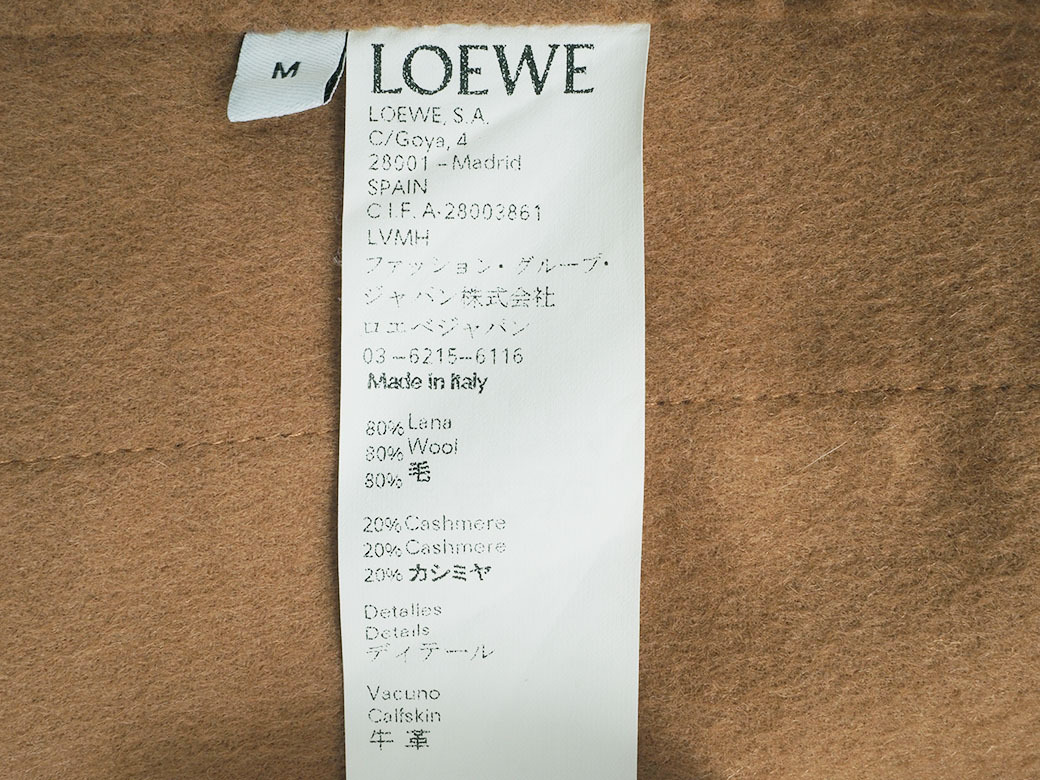 M
LOEWE
LOEWE, S.A.
C/Goya, 4
28001 - Madrid
SPAIN
C.I.F. A-28003861
LVMH
ファッション・グループ・
ジャパン株式会社
ロエベジャパン
03-6215-6116
Made in Italy
80% Lana
80% Wool
80% 毛
20% Cashmere
20% Cashmere
20% カシミヤ
Detalles
Details
ディテール
Vacuno
Calfskin
牛革